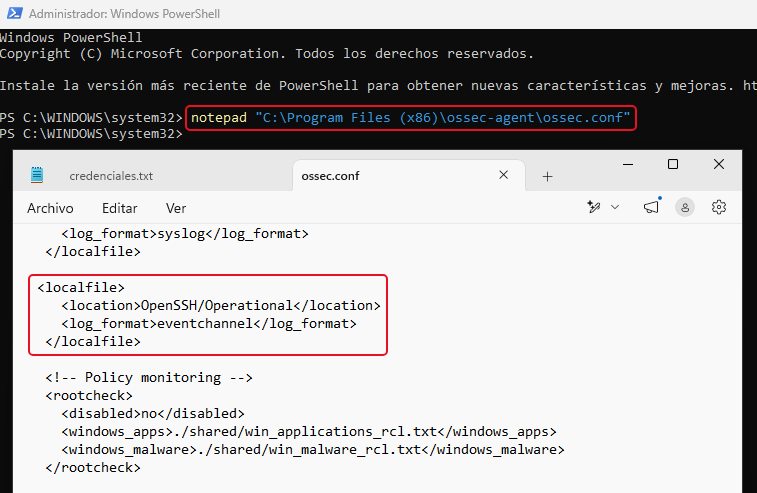 Administrador: Windows PowerShell
Windows PowerShell
Copyright (C) Microsoft Corporation. Todos los derechos reservados.
Instale la versión más reciente de PowerShell para obtener nuevas características y mejoras. ht
PS C:\WINDOWS\system32> notepad "C:\Program Files (x86)\ossec-agent\ossec.conf"
PS C:\WINDOWS\system32>
credenciales.txt
ossec.conf
Archivo Editar Ver
<log_format>syslog</log_format>
</localfile>
<localfile>
<location>OpenSSH/Operational</location>
<log_format>eventchannel</log_format>
</localfile>
<!-- Policy monitoring -->
<rootcheck>
<disabled>no</disabled>
<windows_apps>./shared/win_applications_rcl.txt</windows_apps>
<windows_malware>./shared/win_malware_rcl.txt</windows_malware>
</rootcheck>